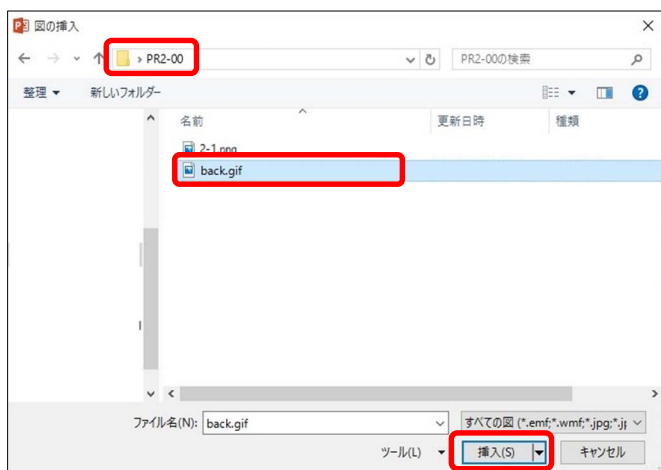 図の挿入
PR2-00
PR2-00の検索
整理
新しいフォルダー
名前
更新日時
種類
2-1.png
back.gif
ファイル名(N):
back.gif
すべての図 (*.emf;*.wmf;*.jpg;*.j
ツール(L)
挿入(S)
キャンセル